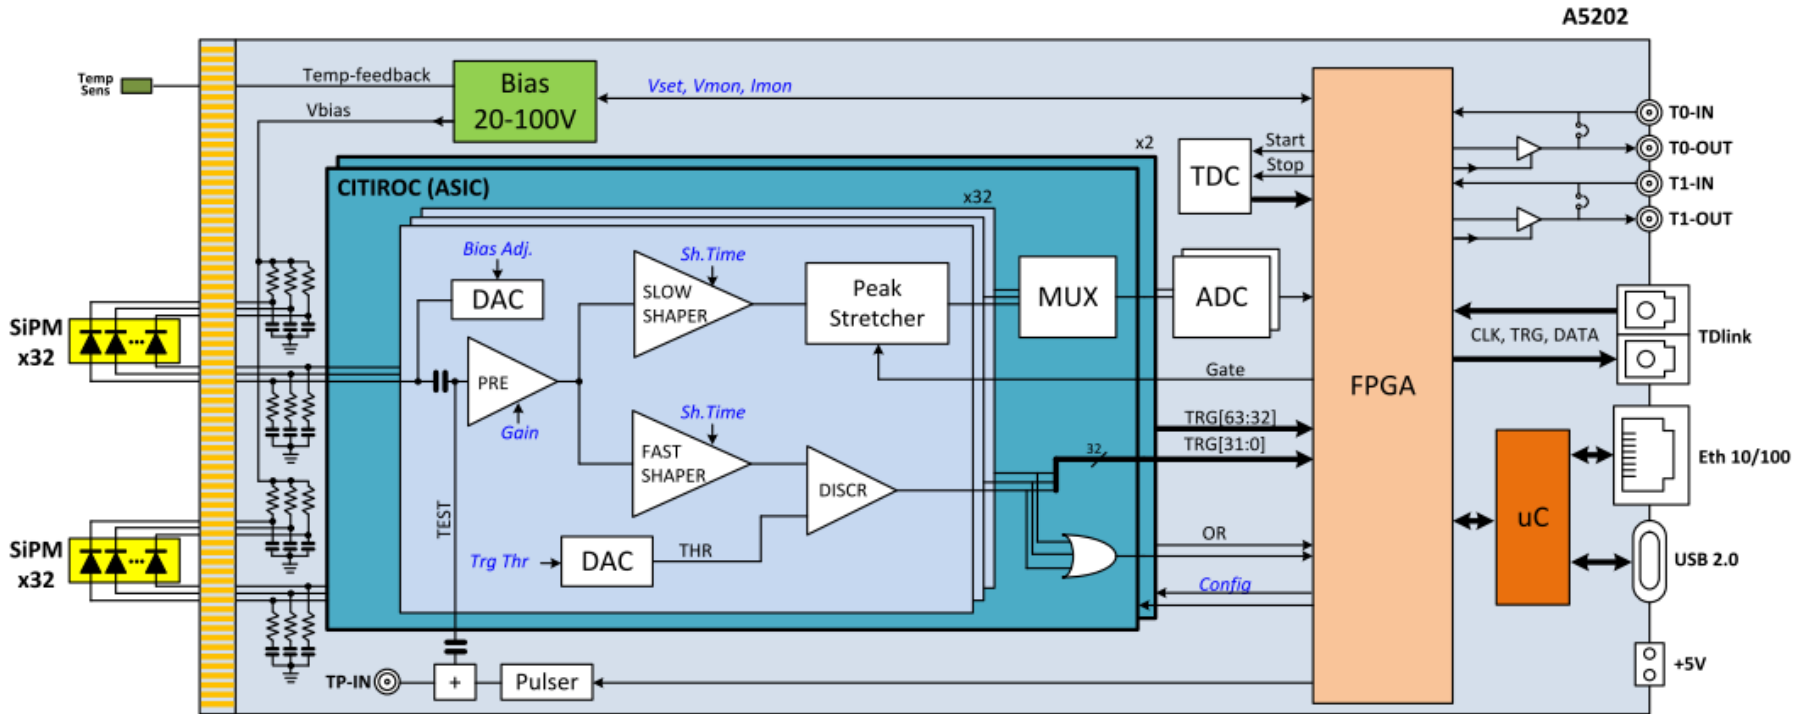 A5202
Temp
Sens
Temp-feedback
Vbias
Bias
20-100V
Vset, Vmon, Imon
T0-IN
T0-OUT
T1-IN
T1-OUT
x2
Start
Stop
TDC
CITIROC (ASIC)
x32
Bias Adj.
DAC
Sh.Time
SLOW
SHAPER
Peak
Stretcher
MUX
ADC
SiPM
x32
CLK, TRG, DATA
TDlink
PRE
Gain
Gate
FPGA
Sh.Time
FAST
SHAPER
DISCR
TRG[63:32]
TRG[31:0]
32
Eth 10/100
TEST
uC
SiPM
x32
Trg Thr
DAC
THR
OR
Config
USB 2.0
TP-IN
+
Pulser
+5V